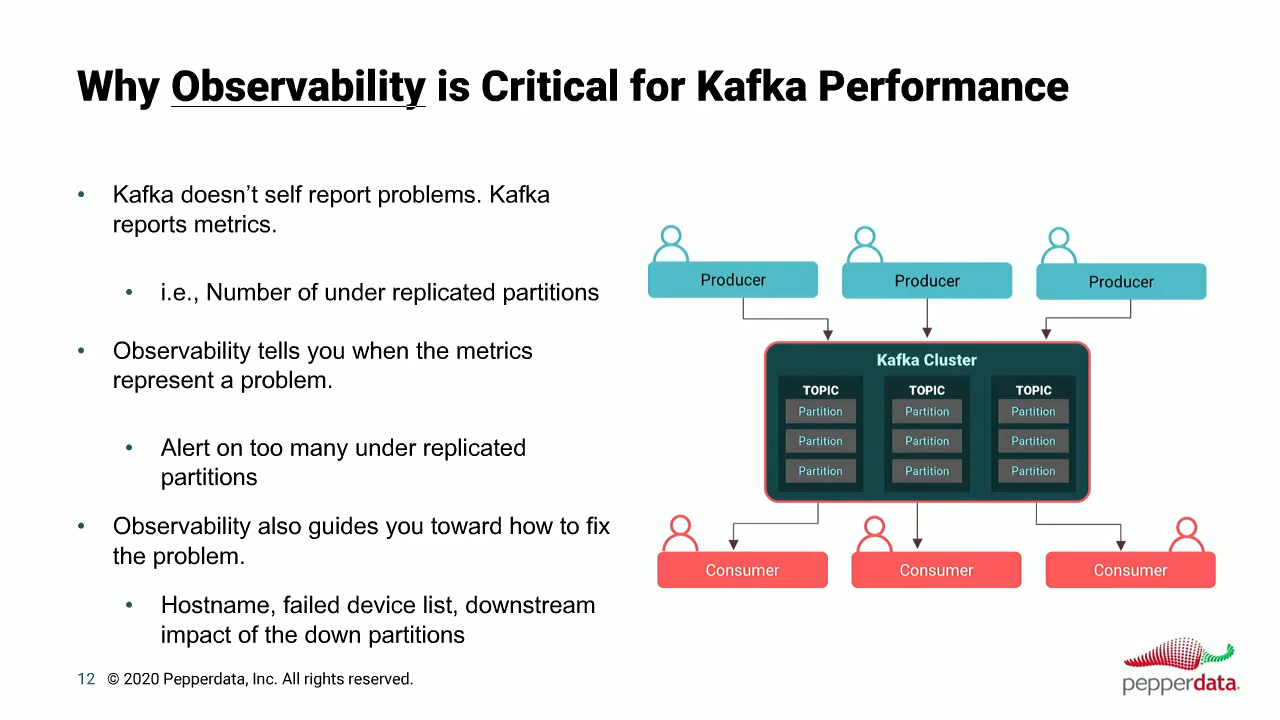 Why Observability is Critical for Kafka Performance
• Kafka doesn’t self report problems. Kafka
reports metrics.
• i.e., Number of under replicated partitions
• Observability tells you when the metrics
represent a problem.
• Alert on too many under replicated
partitions
• Observability also guides you toward how to fix
the problem.
• Hostname, failed device list, downstream
impact of the down partitions
Producer
Producer
Producer
Kafka Cluster
TOPIC
Partition
Partition
Partition
TOPIC
Partition
Partition
Partition
TOPIC
Partition
Partition
Partition
Consumer
Consumer
Consumer
12 © 2020 Pepperdata, Inc. All rights reserved.
pepperdata.